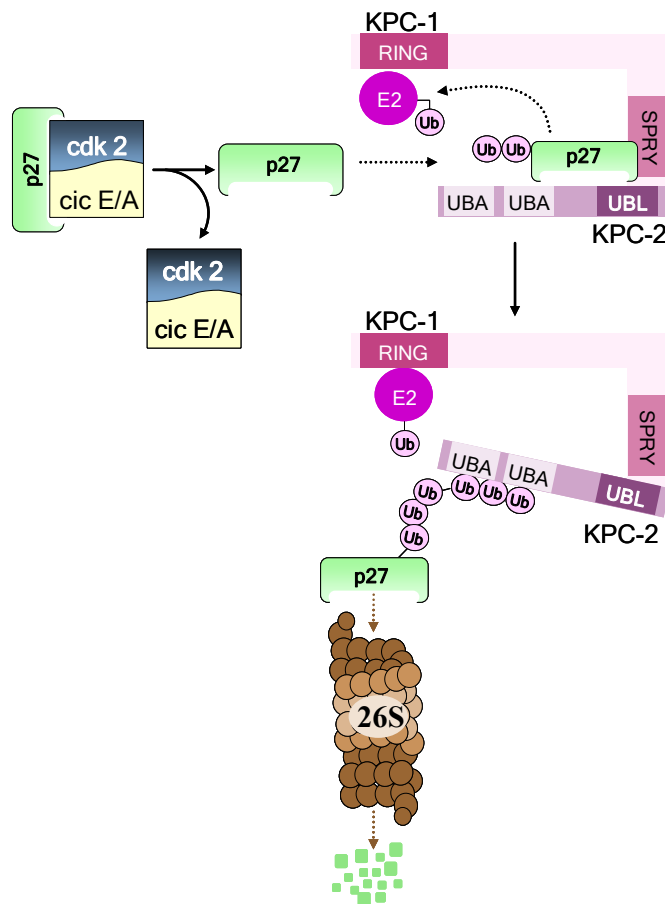 KPC-1
RING
E2
Ub
SPRY
Ub Ub
p27
UBA UBA UBL
KPC-2
p27
cdk 2
cic E/A
p27
cdk 2
cic E/A
KPC-1
RING
E2
Ub
SPRY
UBA UBA UBL
KPC-2
Ub Ub Ub Ub
Ub
Ub
p27
26S